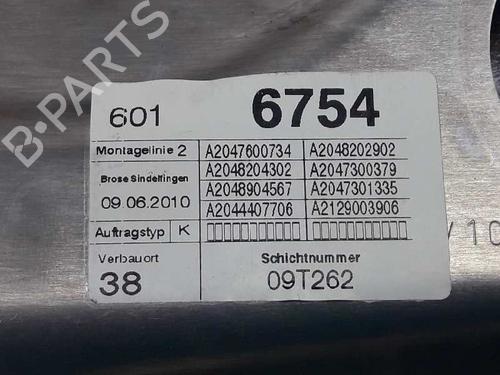 B-PARTS
601 6754
Montagelinie 2 A2047600734 A2048202902
A2048204302 A2047300379
Brose Sindelfingen A2048904567 A2047301335
09.06.2010 A2044407706 A2129003906
Auftragstyp K
Verbauort Schichtnummer
38 09T262